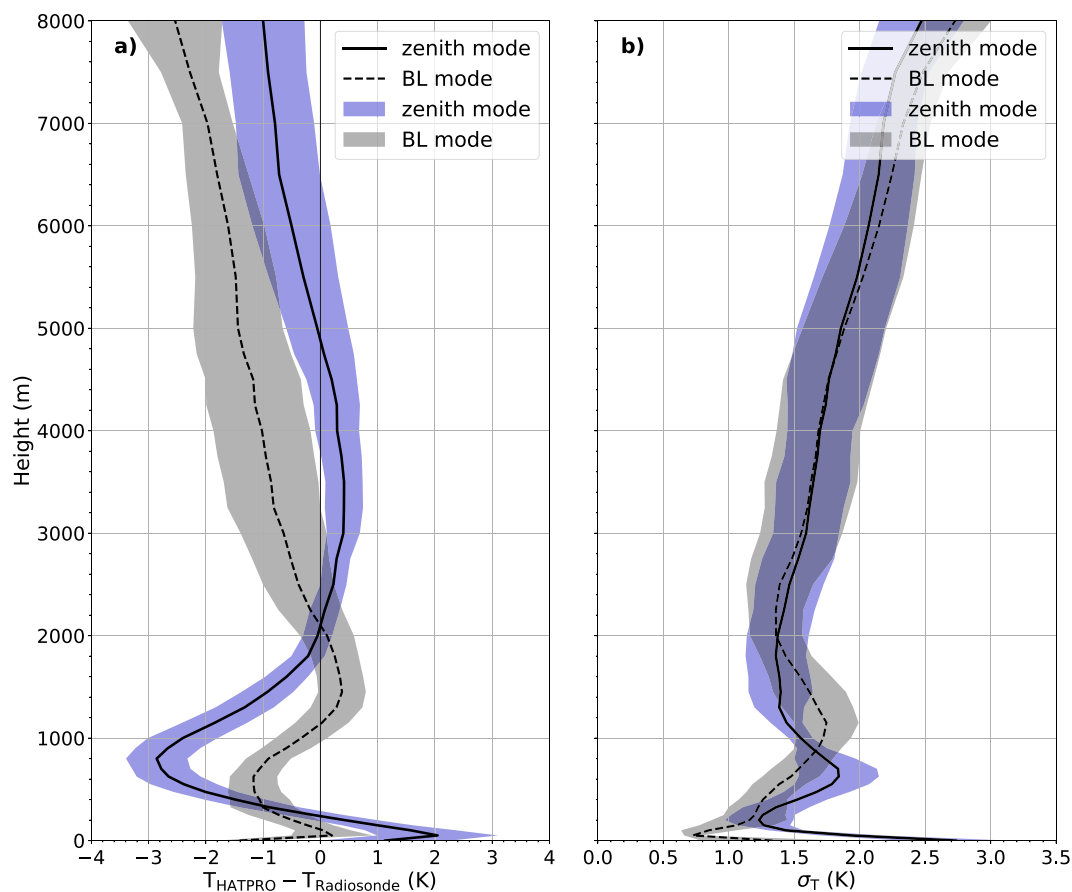 a)
zenith mode
BL mode
zenith mode
BL mode
b)
zenith mode
BL mode
zenith mode
BL mode
Height (m)
8000
7000
6000
5000
4000
3000
2000
1000
0
−4 −3 −2 −1 0 1 2 3 4
T_HATPRO − T_Radiosonde (K)
0.0 0.5 1.0 1.5 2.0 2.5 3.0 3.5
σ_T (K)